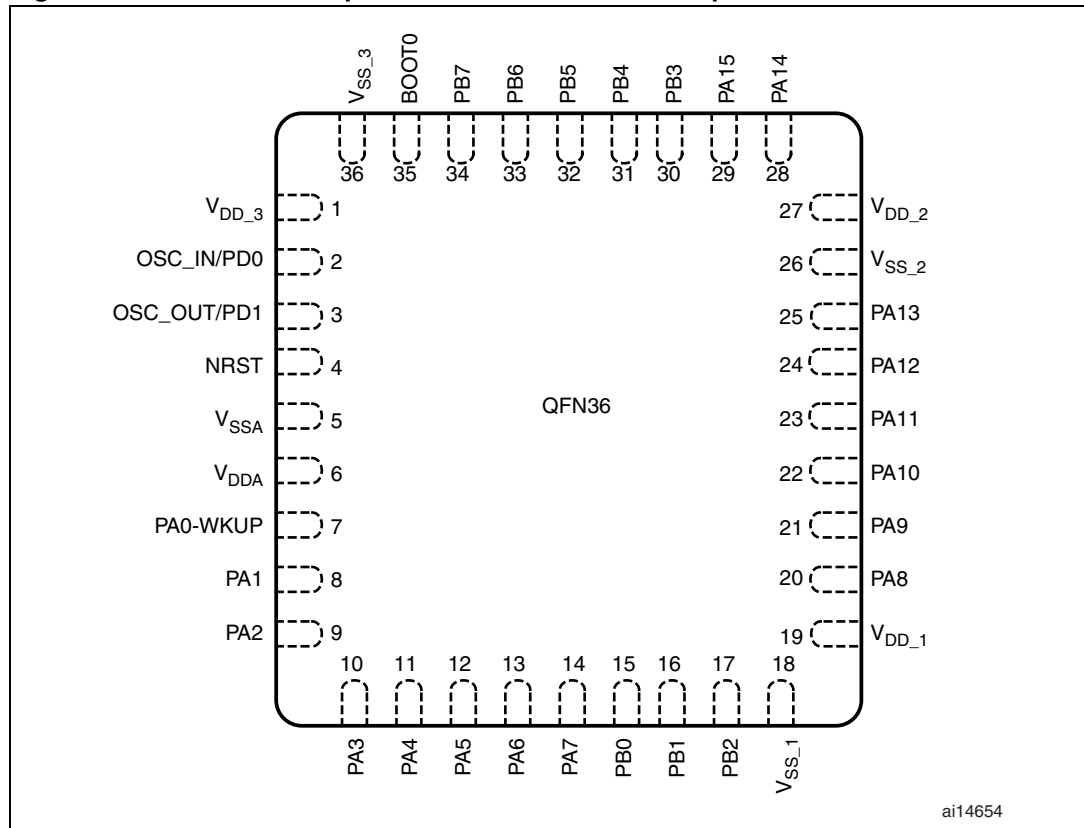 VSS_3
BOOT0
PB7
PB6
PB5
PB4
PB3
PA15
PA14
36 35 34 33 32 31 30 29 28
VDD_3 1
OSC_IN/PD0 2
OSC_OUT/PD1 3
NRST 4
VSSA 5
VDDA 6
PA0-WKUP 7
PA1 8
PA2 9
QFN36
27 VDD_2
26 VSS_2
25 PA13
24 PA12
23 PA11
22 PA10
21 PA9
20 PA8
19 VDD_1
10 11 12 13 14 15 16 17 18
PA3
PA4
PA5
PA6
PA7
PB0
PB1
PB2
VSS_1
ai14654